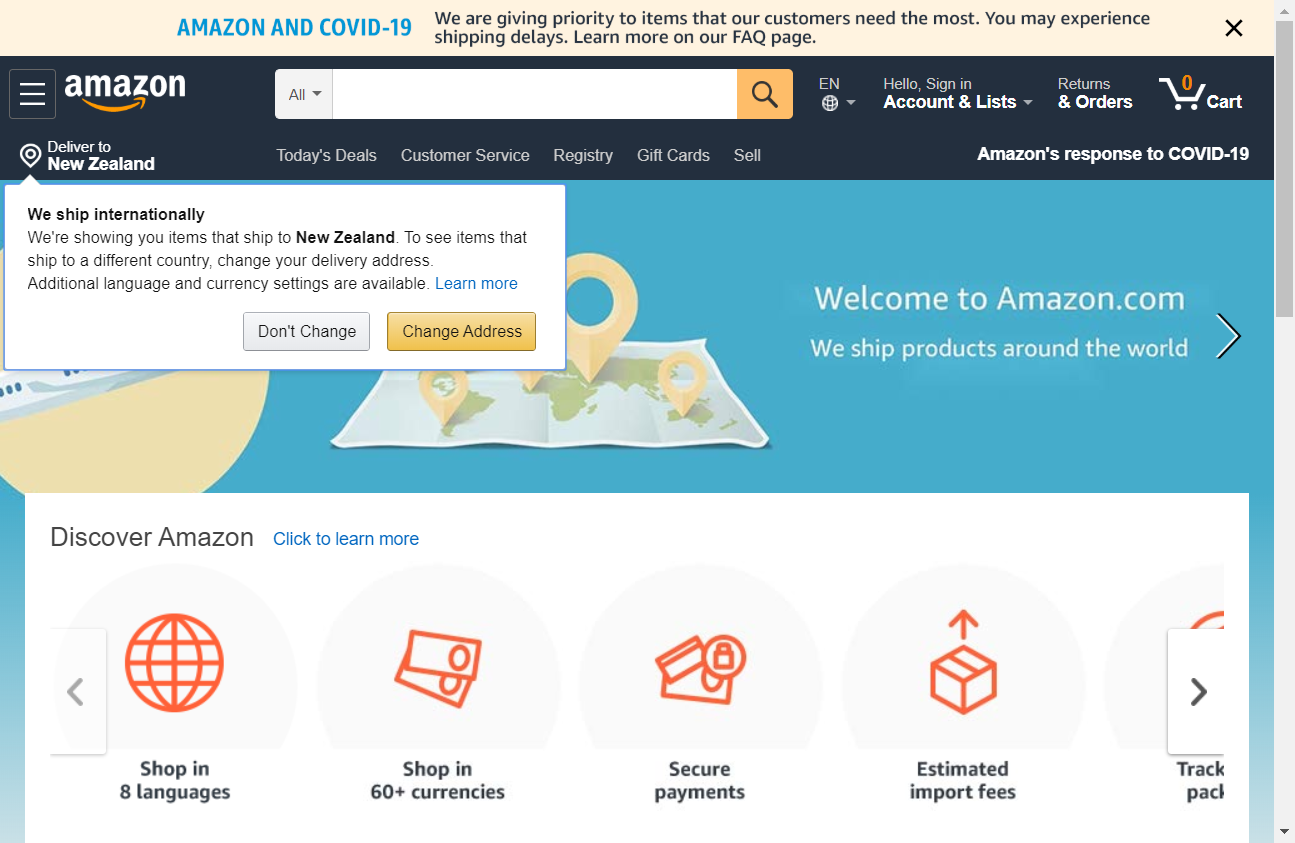 AMAZON AND COVID-19
We are giving priority to items that our customers need the most. You may experience
shipping delays. Learn more on our FAQ page.
amazon
All
EN
Hello, Sign in
Account & Lists
Returns
& Orders
0
Cart
Deliver to
New Zealand
Today's Deals
Customer Service
Registry
Gift Cards
Sell
Amazon's response to COVID-19
We ship internationally
We're showing you items that ship to New Zealand. To see items that
ship to a different country, change your delivery address.
Additional language and currency settings are available. Learn more
Don't Change
Change Address
Welcome to Amazon.com
We ship products around the world
Discover Amazon
Click to learn more
Shop in
8 languages
Shop in
60+ currencies
Secure
payments
Estimated
import fees
Track
pack